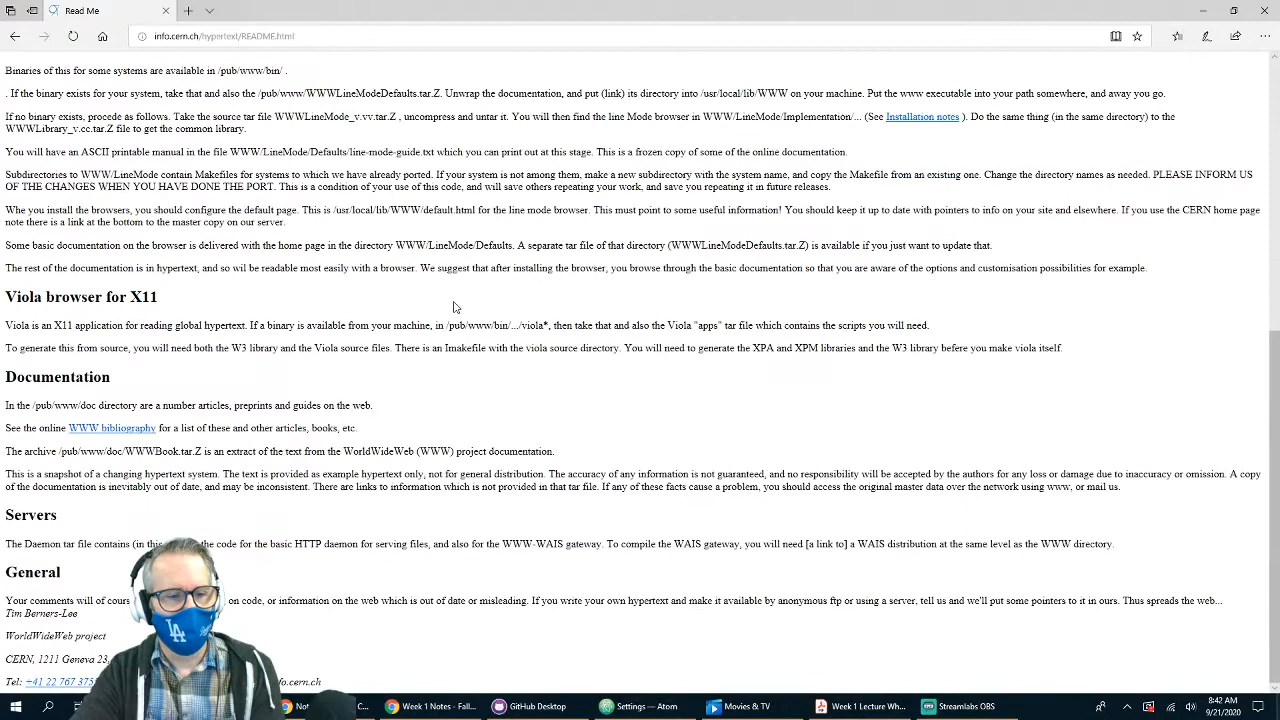 Read Me
info.cern.ch/hypertext/README.html
Binaries of this for some systems are available in /pub/www/bin/ .
. If the binary exists for your system, take that and also the /pub/www/WWWLineModeDefaults.tar.Z. Unwrap the documentation, and put (link) its directory into /usr/local/lib/WWW on your machine. Put the www executable into your path somewhere, and away you go.
If no binary exists, procede as follows. Take the source tar file WWWLineMode_v.vv.tar.Z , uncompress and untar it. You will then find the line Mode browser in WWW/LineMode/Implementation/... (See Installation notes ). Do the same thing (in the same directory) to the
WWWLibrary_v.cc.tar.Z file to get the common library.
You will have an ASCII printable manual in the file WWW/LineMode/Defaults/line-mode-guide.txt which you can print out at this stage. This is a frozen copy of some of the online documentation.
Subdirectories to WWW/LineMode contain Makefiles for systems to which we have already ported. If your system is not among them, make a new subdirectory with the system name, and copy the Makefile from an existing one. Change the directory names as needed. PLEASE INFORM US
OF THE CHANGES WHEN YOU HAVE DONE THE PORT. This is a condition of your use of this code, and will save others repeating your work, and save you repeating it in future releases.
Whe you install the browsers, you should configure the default page. This is /usr/local/lib/WWW/default.html for the line mode browser. This must point to some useful information! You should keep it up to date with pointers to info on your site and elsewhere. If you use the CERN home page
note there is a link at the bottom to the master copy on our server.
Some basic documentation on the browser is delivered with the home page in the directory WWW/LineMode/Defaults. A separate tar file of that directory (WWWLineModeDefaults.tar.Z) is available if you just want to update that.
The rest of the documentation is in hypertext, and so wil be readable most easily with a browser. We suggest that after installing the browser, you browse through the basic documentation so that you are aware of the options and customisation possibilities for example.
Viola browser for X11
Viola is an X11 application for reading global hypertext. If a binary is available from your machine, in /pub/www/bin/.../viola*, then take that and also the Viola "apps" tar file which contains the scripts you will need.
To generate this from source, you will need both the W3 library and the Viola source files. There is an Imakefile with the viola source directory. You will need to generate the XPA and XPM libraries and the W3 library befere you make viola itself.
Documentation
In the /pub/www/doc directory are a number articles, preprints and guides on the web.
See the online WWW bibliography for a list of these and other articles, books, etc.
The archive /pub/www/doc/WWWBook.tar.Z is an extract of the text from the WorldWideWeb (WWW) project documentation.
This is a snapshot of a changing hypertext system. The text is provided as example hypertext only, not for general distribution. The accuracy of any information is not guaranteed, and no responsibility will be accepted by the authors for any loss or damage due to inaccuracy or omission. A copy
of the documentation is inevitably out of date, and may be inconsistent. There are links to information which is not provided in that tar file. If any of these facts cause a problem, you should access the original master data over the network using www, or mail us.
Servers
The Daemon tar file contains (in this the code for the basic HTTP daemon for serving files, and also for the WWW-WAIS gateway. To compile the WAIS gateway, you will need [a link to] a WAIS distribution at the same level as the WWW directory.
General
Your comments will of cours on code, or information on the web which is out of date or misleading. If you write your own hypertext and make it available by anonymous ftp or using a server, tell us and we'll put some pointers to it in ours. Thus spreads the web...
Tim Berners-Lee
WorldWideWeb project
CERN, 1211 Geneva 23,
Tel: +41 22 767 375 fo.cern.ch
LA
Not C... Week 1 Notes - Fall... GitHub Desktop Settings — Atom Movies & TV Week 1 Lecture Wh... Streamlabs OBS
8:42 AM
9/21/2020